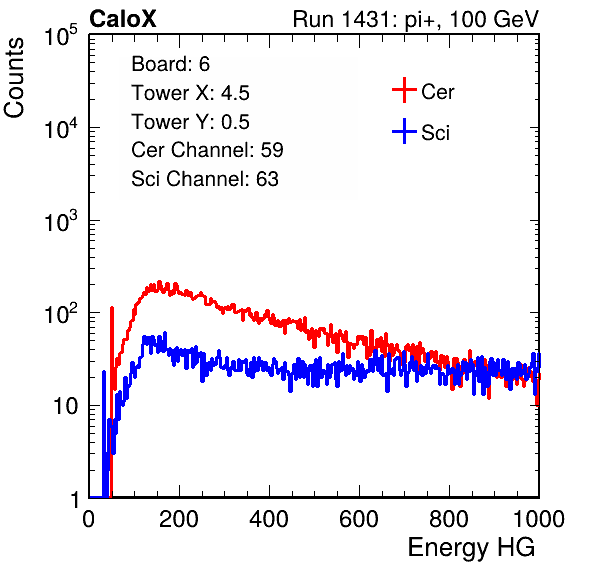 CaloX Run 1431: pi+, 100 GeV
Counts
Board: 6
Tower X: 4.5
Tower Y: 0.5
Cer Channel: 59
Sci Channel: 63
Cer
Sci
10^5
10^4
10^3
10^2
10
1
0 200 400 600 800 1000
Energy HG